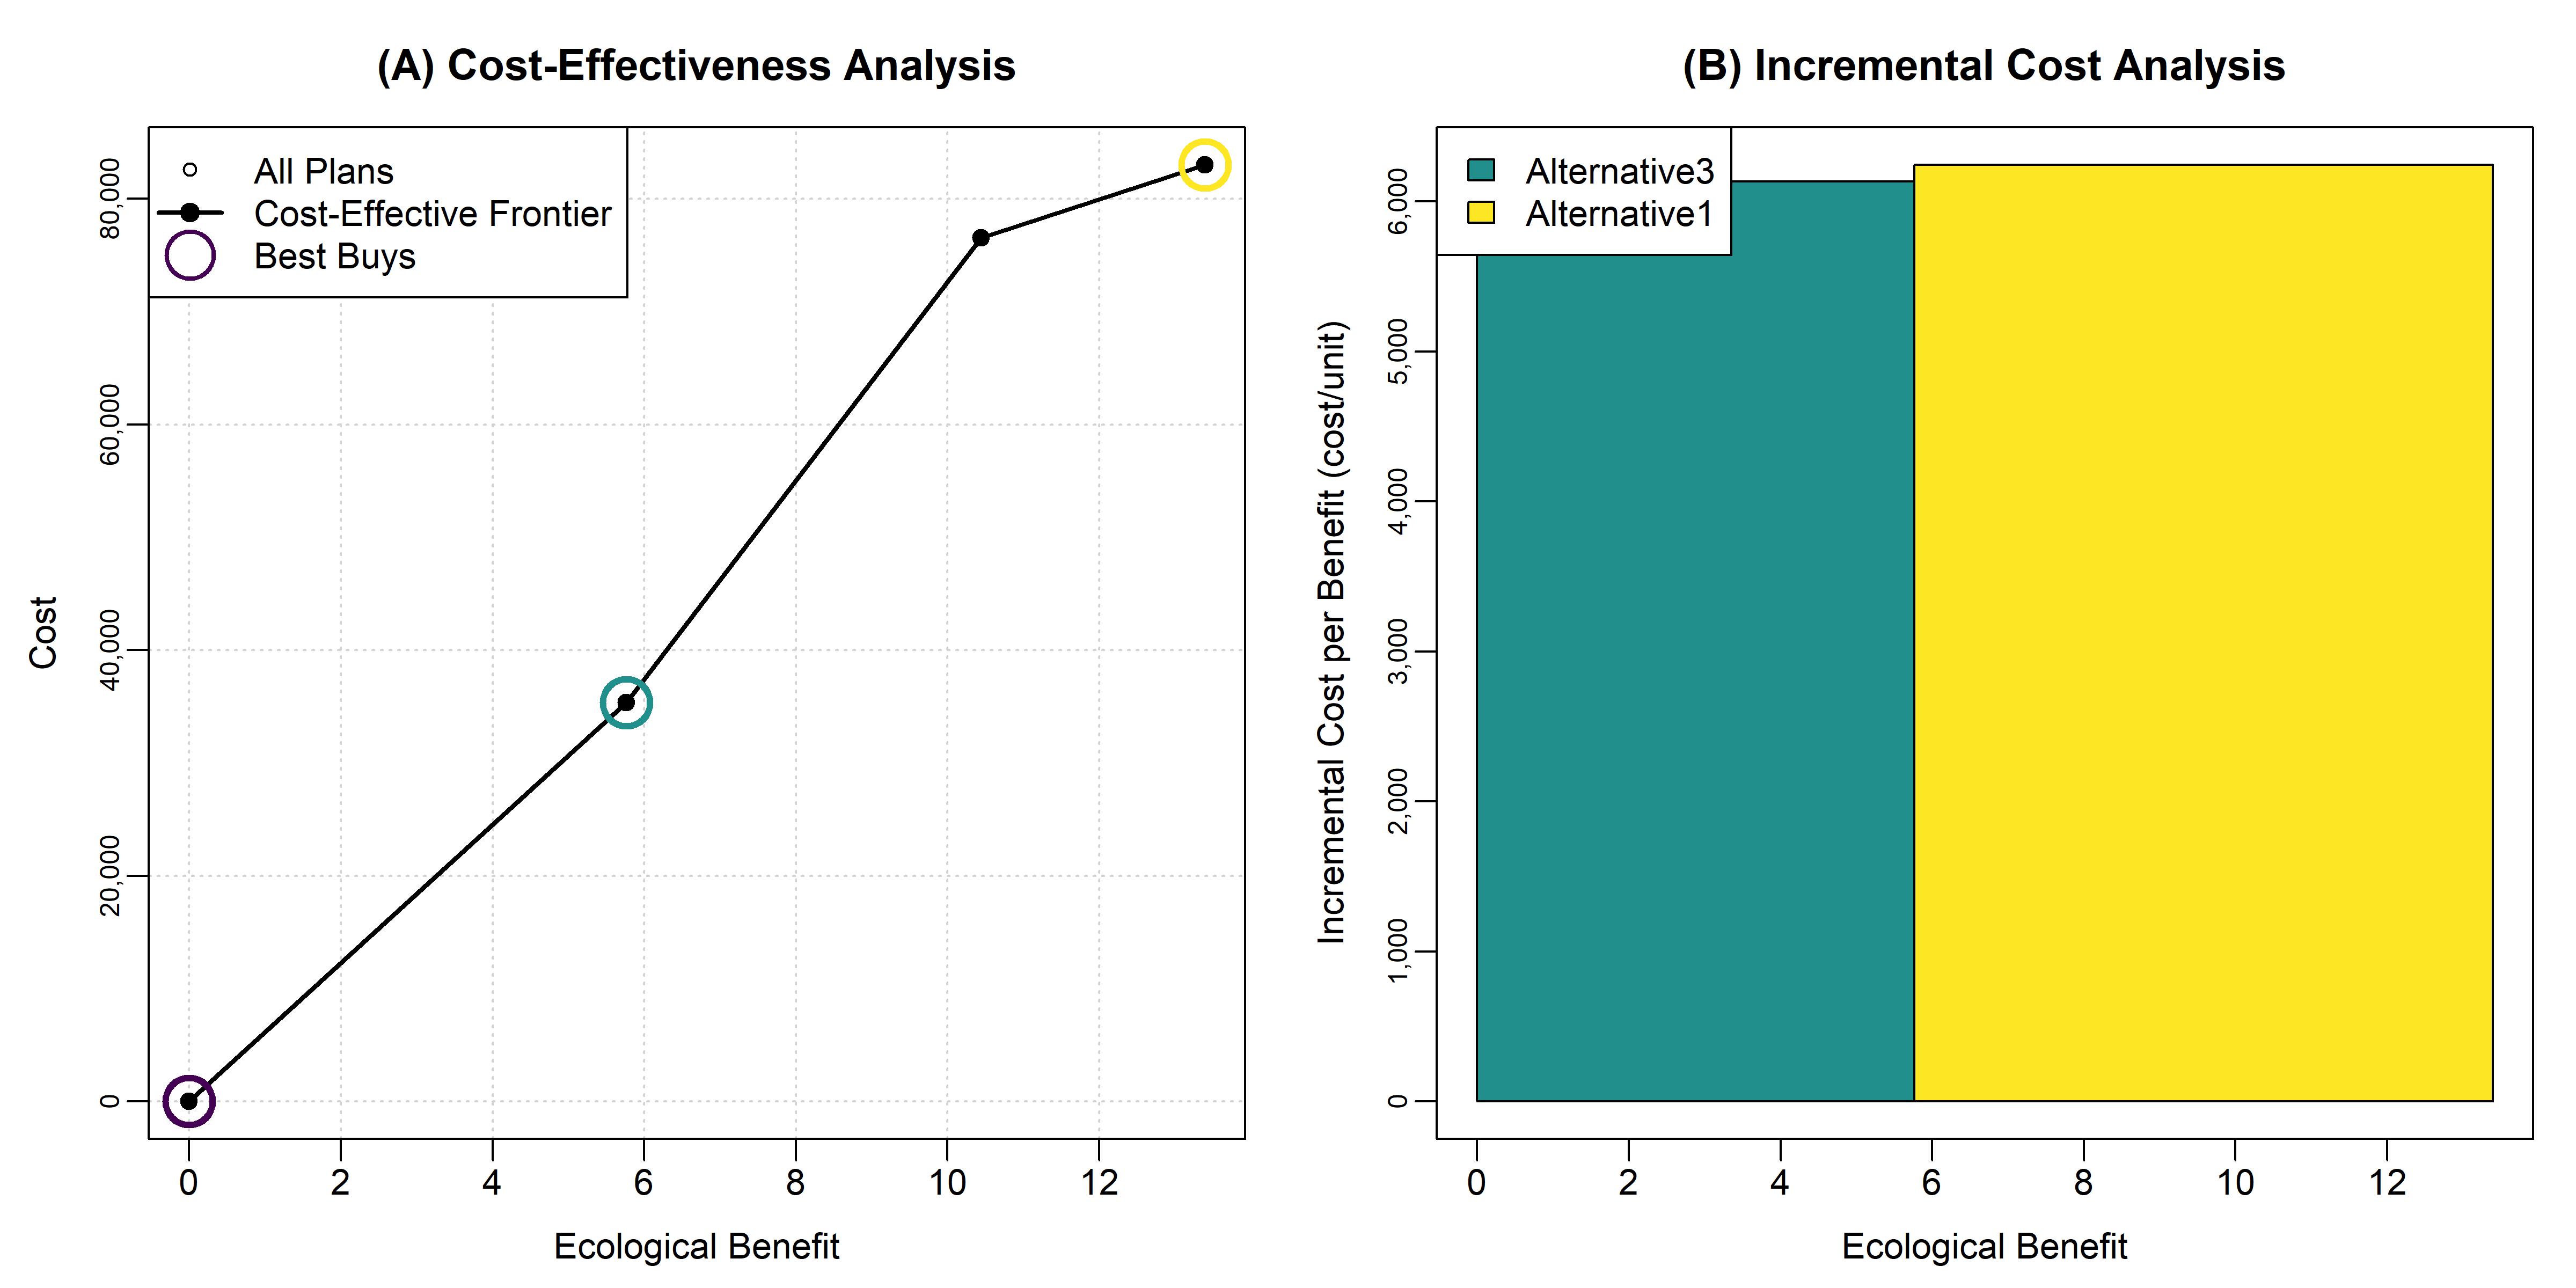 (A) Cost-Effectiveness Analysis
All Plans
Cost-Effective Frontier
Best Buys
Cost
80,000
60,000
40,000
20,000
0
0 2 4 6 8 10 12
Ecological Benefit
(B) Incremental Cost Analysis
Alternative3
Alternative1
Incremental Cost per Benefit (cost/unit)
6,000
5,000
4,000
3,000
2,000
1,000
0
0 2 4 6 8 10 12
Ecological Benefit